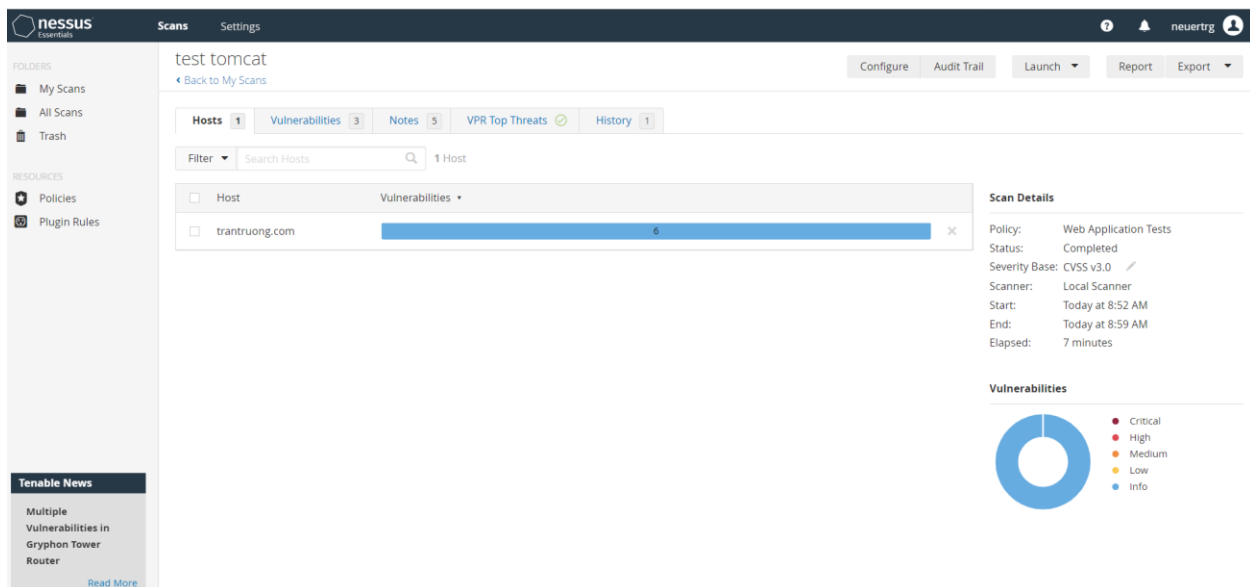 nessus
Essentials
Scans
Settings
neuertrg
FOLDERS
My Scans
All Scans
Trash
RESOURCES
Policies
Plugin Rules
Tenable News
Multiple
Vulnerabilities in
Gryphon Tower
Router
Read More
test tomcat
Back to My Scans
Configure
Audit Trail
Launch
Report
Export
Hosts 1
Vulnerabilities 3
Notes 5
VPR Top Threats
History 1
Filter
Search Hosts
1 Host
Host
Vulnerabilities
trantruong.com
6
Scan Details
Policy: Web Application Tests
Status: Completed
Severity Base: CVSS v3.0
Scanner: Local Scanner
Start: Today at 8:52 AM
End: Today at 8:59 AM
Elapsed: 7 minutes
Vulnerabilities
Critical
High
Medium
Low
Info